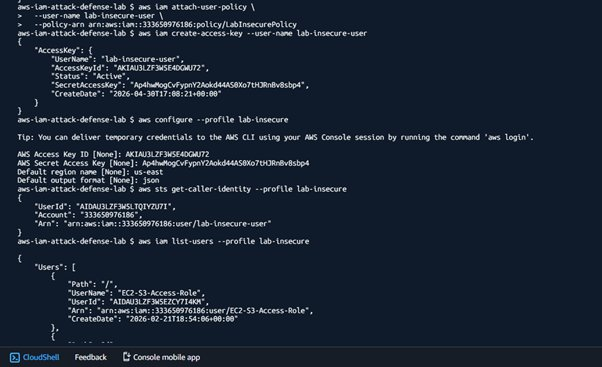 aws-iam-attack-defense-lab $ aws iam attach-user-policy \
>   --user-name lab-insecure-user \
>   --policy-arn arn:aws:iam::333650976186:policy/LabInsecurePolicy
aws-iam-attack-defense-lab $ aws iam create-access-key --user-name lab-insecure-user
{
    "AccessKey": {
        "UserName": "lab-insecure-user",
        "AccessKeyId": "AKIAU3LZF3WSE4DGWU72",
        "Status": "Active",
        "SecretAccessKey": "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",
        "CreateDate": "2026-04-30T17:08:21+00:00"
    }
}
aws-iam-attack-defense-lab $ aws configure --profile lab-insecure
Tip: You can deliver temporary credentials to the AWS CLI using your AWS Console session by running the command 'aws login'.
AWS Access Key ID [None]: AKIAU3LZF3WSE4DGWU72
AWS Secret Access Key [None]: Ap4hwMogCvFypnY2Aokd44AS0Xo7tHJRnBv8sbp4
Default region name [None]: us-east
Default output format [None]: json
aws-iam-attack-defense-lab $ aws sts get-caller-identity --profile lab-insecure
{
    "UserId": "AIDAU3LZF3WSLTQIYZU7I",
    "Account": "333650976186",
    "Arn": "arn:aws:iam::333650976186:user/lab-insecure-user"
}
aws-iam-attack-defense-lab $ aws iam list-users --profile lab-insecure
{
    "Users": [
        {
            "Path": "/",
            "UserName": "EC2-S3-Access-Role",
            "UserId": "AIDAU3LZF3WSEZCY7I4KM",
            "Arn": "arn:aws:iam::333650976186:user/EC2-S3-Access-Role",
            "CreateDate": "2026-02-21T18:54:06+00:00"
        },
        {
CloudShell Feedback Console mobile app